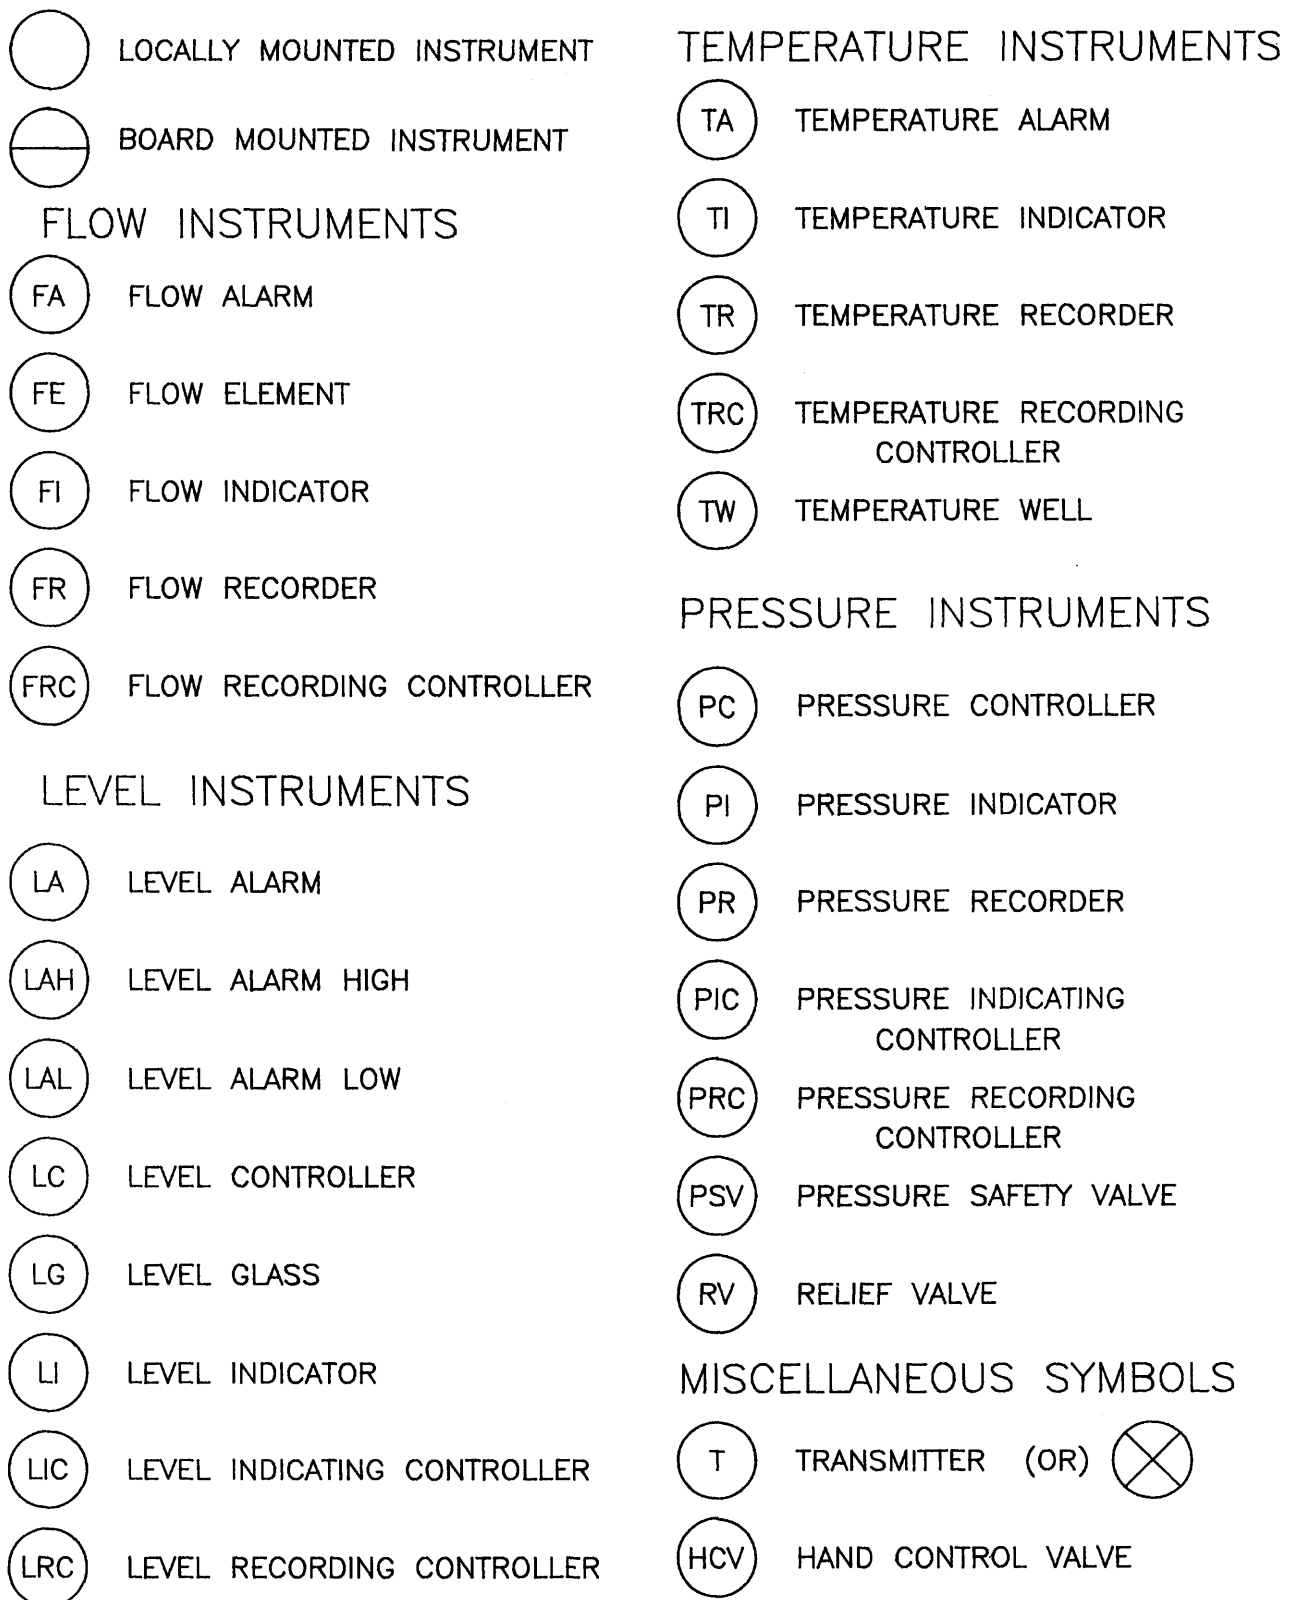 LOCALLY MOUNTED INSTRUMENT
BOARD MOUNTED INSTRUMENT
FLOW INSTRUMENTS
FA FLOW ALARM
FE FLOW ELEMENT
FI FLOW INDICATOR
FR FLOW RECORDER
FRC FLOW RECORDING CONTROLLER
LEVEL INSTRUMENTS
LA LEVEL ALARM
LAH LEVEL ALARM HIGH
LAL LEVEL ALARM LOW
LC LEVEL CONTROLLER
LG LEVEL GLASS
LI LEVEL INDICATOR
LIC LEVEL INDICATING CONTROLLER
LRC LEVEL RECORDING CONTROLLER
TEMPERATURE INSTRUMENTS
TA TEMPERATURE ALARM
TI TEMPERATURE INDICATOR
TR TEMPERATURE RECORDER
TRC TEMPERATURE RECORDING
CONTROLLER
TW TEMPERATURE WELL
PRESSURE INSTRUMENTS
PC PRESSURE CONTROLLER
PI PRESSURE INDICATOR
PR PRESSURE RECORDER
PIC PRESSURE INDICATING
CONTROLLER
PRC PRESSURE RECORDING
CONTROLLER
PSV PRESSURE SAFETY VALVE
RV RELIEF VALVE
MISCELLANEOUS SYMBOLS
T TRANSMITTER (OR)
HCV HAND CONTROL VALVE